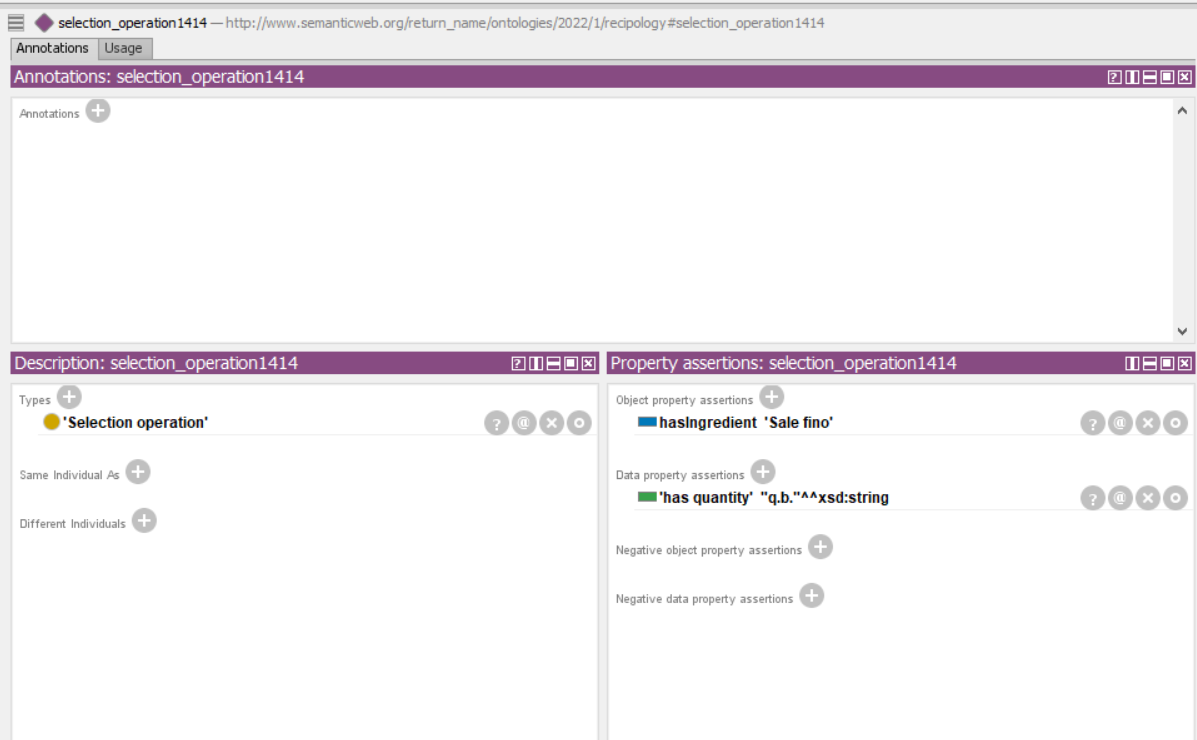 selection_operation1414 — http://www.semanticweb.org/return_name/ontologies/2022/1/recipology#selection_operation1414
Annotations Usage
Annotations: selection_operation1414
Annotations
Description: selection_operation1414
Types
'Selection operation'
Same Individual As
Different Individuals
Property assertions: selection_operation1414
Object property assertions
hasIngredient 'Sale fino'
Data property assertions
'has quantity' "q.b."^^xsd:string
Negative object property assertions
Negative data property assertions